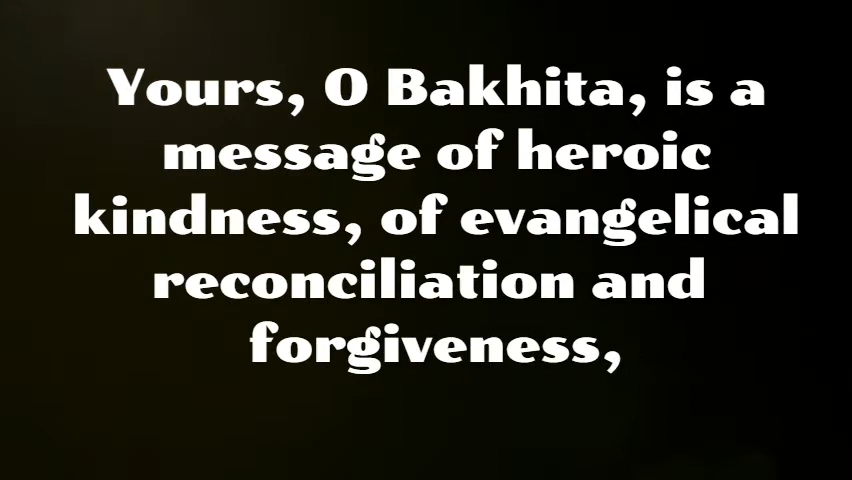 Yours, O Bakhita, is a
message of heroic
kindness, of evangelical
reconciliation and
forgiveness,